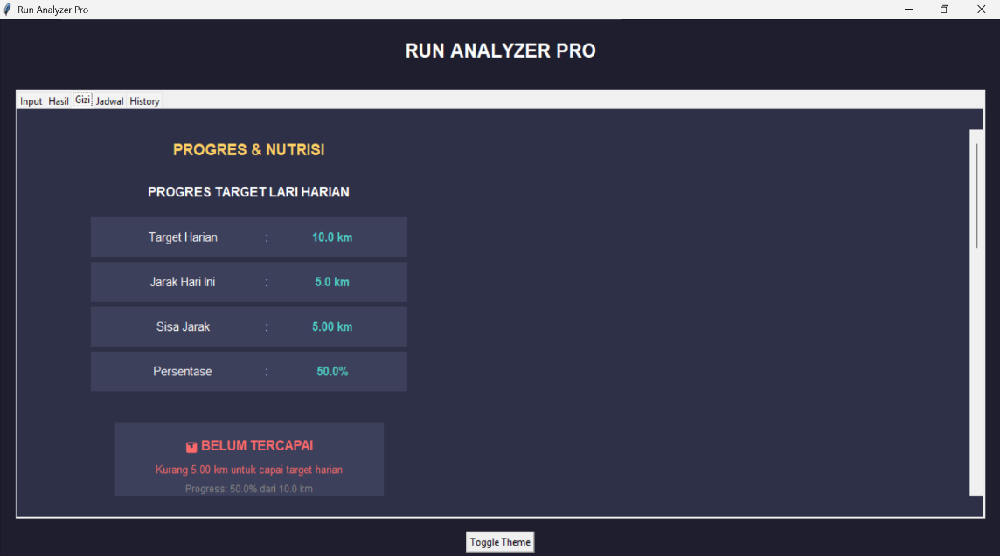 Run Analyzer Pro
RUN ANALYZER PRO
Input Hasil Gizi Jadwal History
PROGRES & NUTRISI
PROGRES TARGET LARI HARIAN
Target Harian : 10.0 km
Jarak Hari Ini : 5.0 km
Sisa Jarak : 5.00 km
Persentase : 50.0%
BELUM TERCAPAI
Kurang 5.00 km untuk capai target harian
Progress: 50.0% dari 10.0 km
Toggle Theme